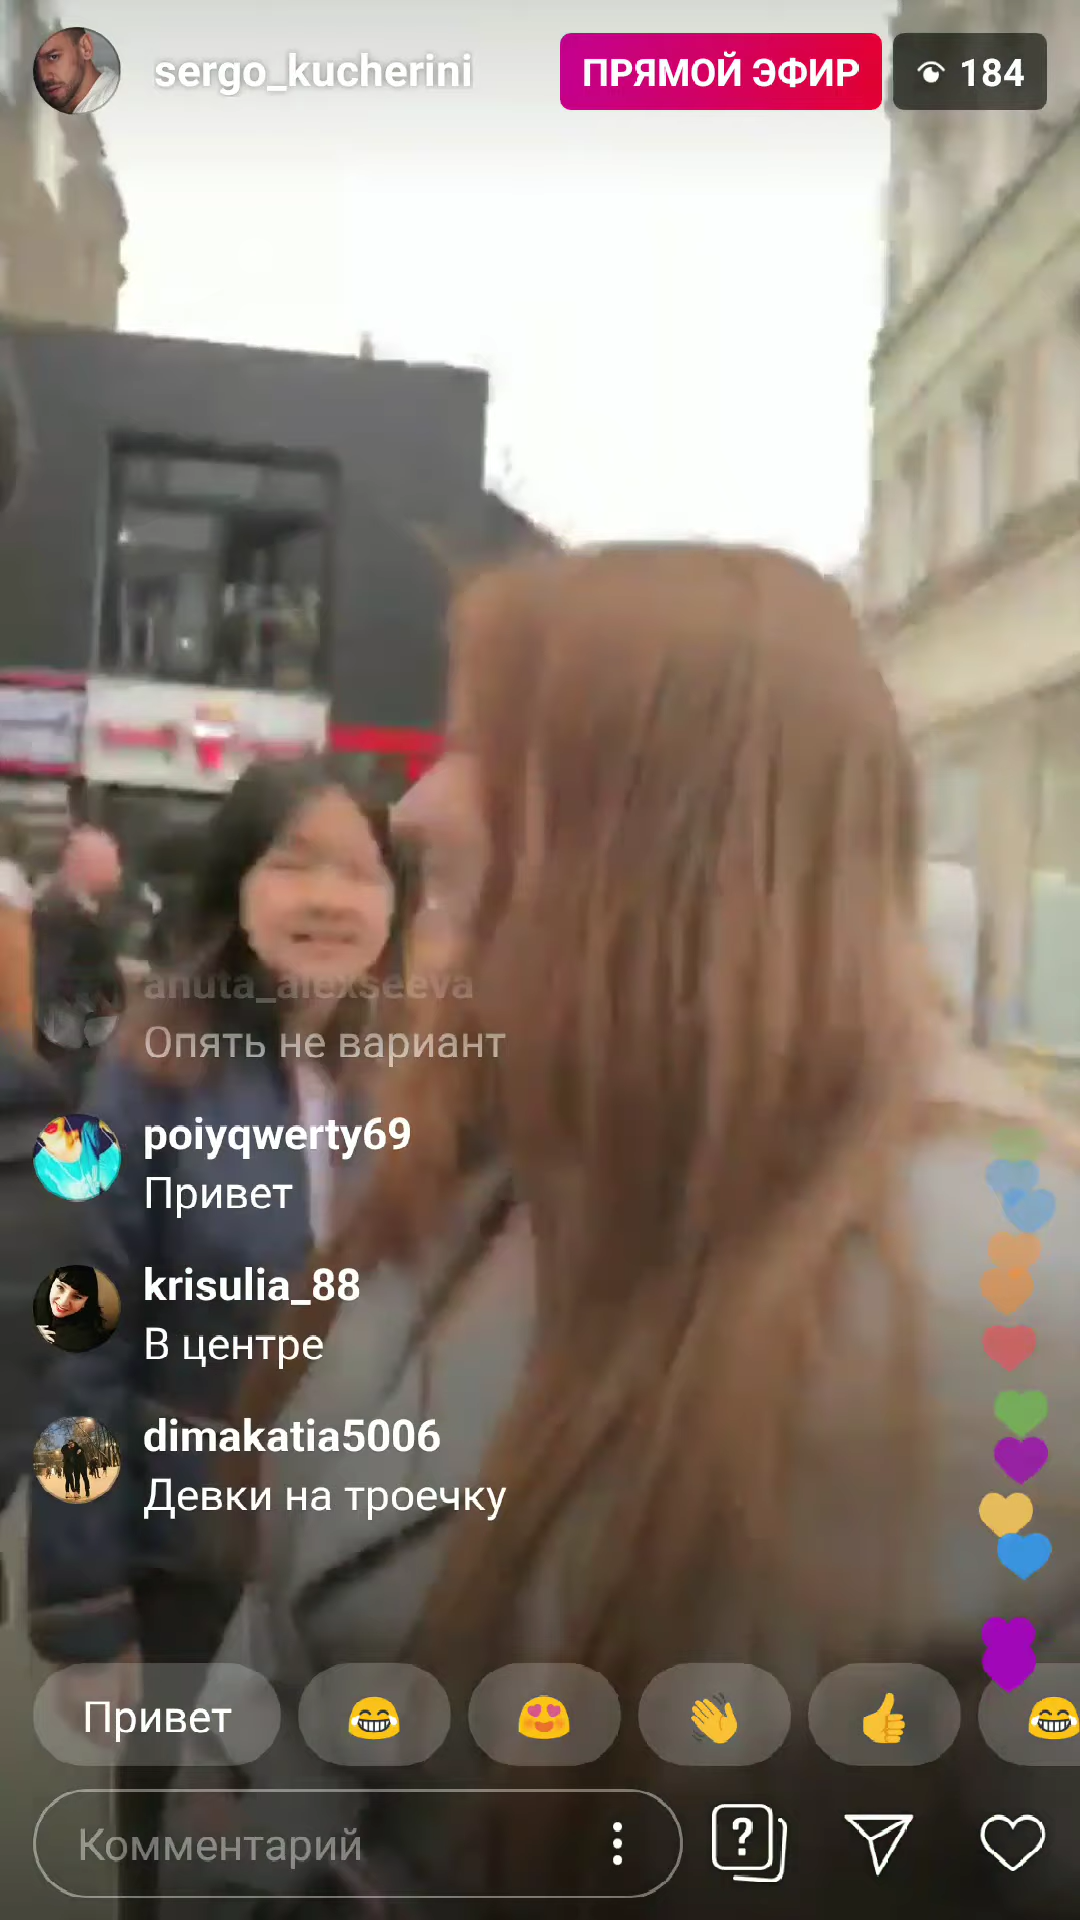 sergo_kucherini
ПРЯМОЙ ЭФИР
184
anuta_alexseeva
Опять не вариант
poiyqwerty69
Привет
krisulia_88
В центре
dimakatia5006
Девки на троечку
Привет
Комментарий